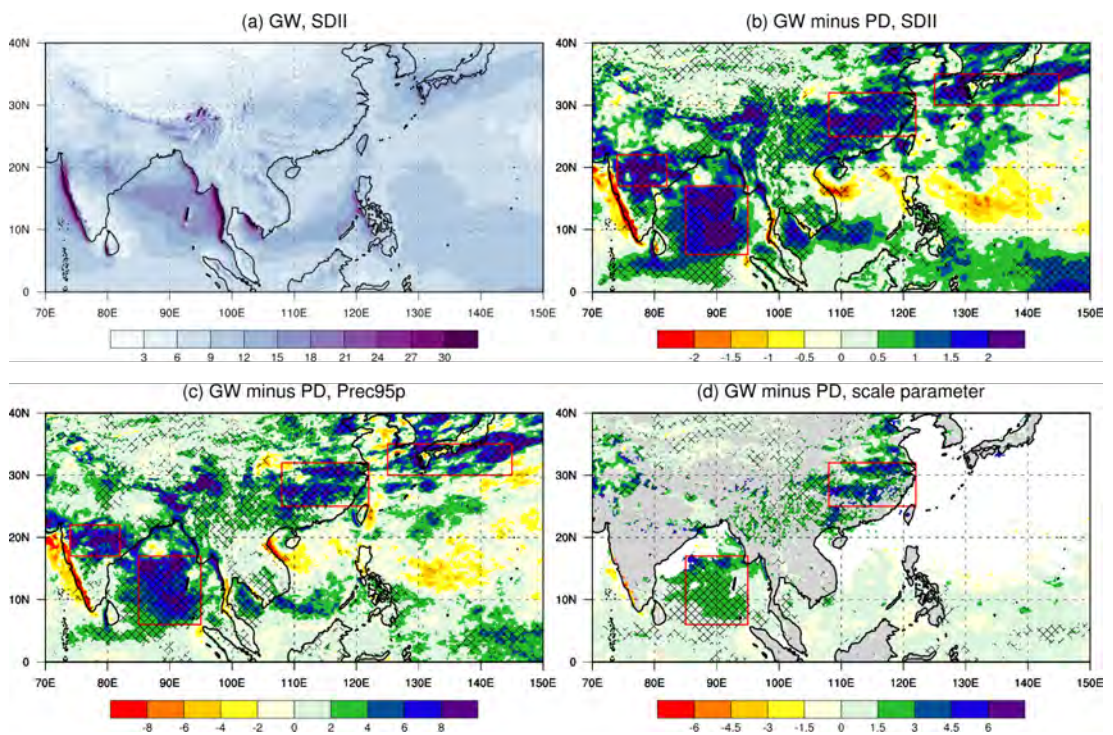 (a) GW, SDII
40N
30N
20N
10N
0
70E 80E 90E 100E 110E 120E 130E 140E 150E
3 6 9 12 15 18 21 24 27 30
(b) GW minus PD, SDII
40N
30N
20N
10N
0
70E 80E 90E 100E 110E 120E 130E 140E 150E
-2 -1.5 -1 -0.5 0 0.5 1 1.5 2
(c) GW minus PD, Prec95p
40N
30N
20N
10N
0
70E 80E 90E 100E 110E 120E 130E 140E 150E
-8 -6 -4 -2 0 2 4 6 8
(d) GW minus PD, scale parameter
40N
30N
20N
10N
0
70E 80E 90E 100E 110E 120E 130E 140E 150E
-6 -4.5 -3 -1.5 0 1.5 3 4.5 6